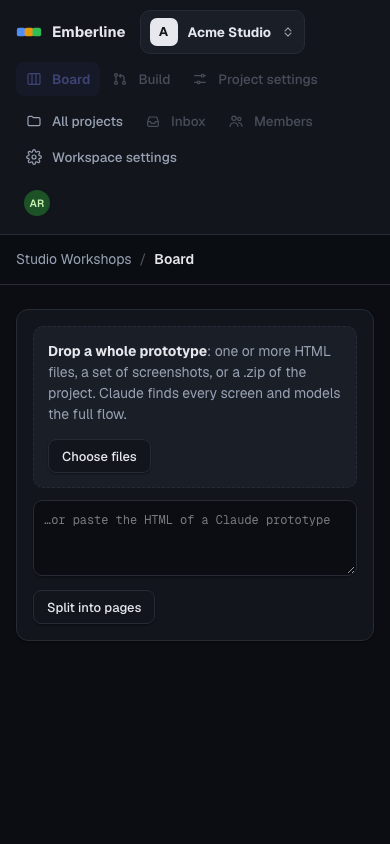 Emberline
A Acme Studio
Board Build Project settings
All projects Inbox Members
Workspace settings
AR
Studio Workshops / Board
Drop a whole prototype: one or more HTML
files, a set of screenshots, or a .zip of the
project. Claude finds every screen and models
the full flow.
Choose files
…or paste the HTML of a Claude prototype
Split into pages